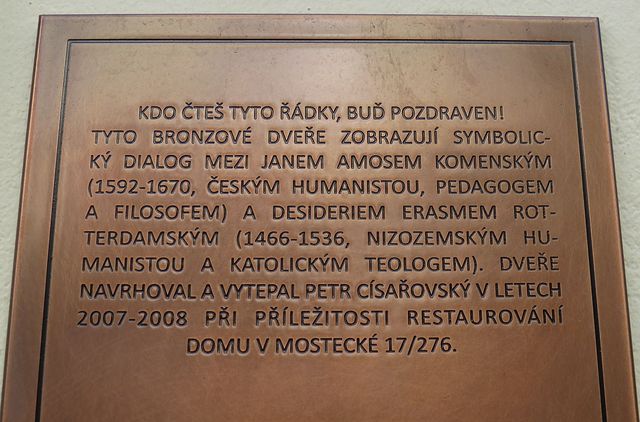 KDO ČTEŠ TYTO ŘÁDKY, BUĎ POZDRAVEN!
TYTO BRONZOVÉ DVEŘE ZOBRAZUJÍ SYMBOLIC-
KÝ DIALOG MEZI JANEM AMOSEM KOMENSKÝM
(1592-1670, ČESKÝM HUMANISTOU, PEDAGOGEM
A FILOSOFEM) A DESIDERIEM ERASMEM ROT-
TERDAMSKÝM (1466-1536, NIZOZEMSKÝM HU-
MANISTOU A KATOLICKÝM TEOLOGEM). DVEŘE
NAVRHOVAL A VYTEPAL PETR CÍSAŘOVSKÝ V LETECH
2007-2008 PŘI PŘÍLEŽITOSTI RESTAUROVÁNÍ
DOMU V MOSTECKÉ 17/276.